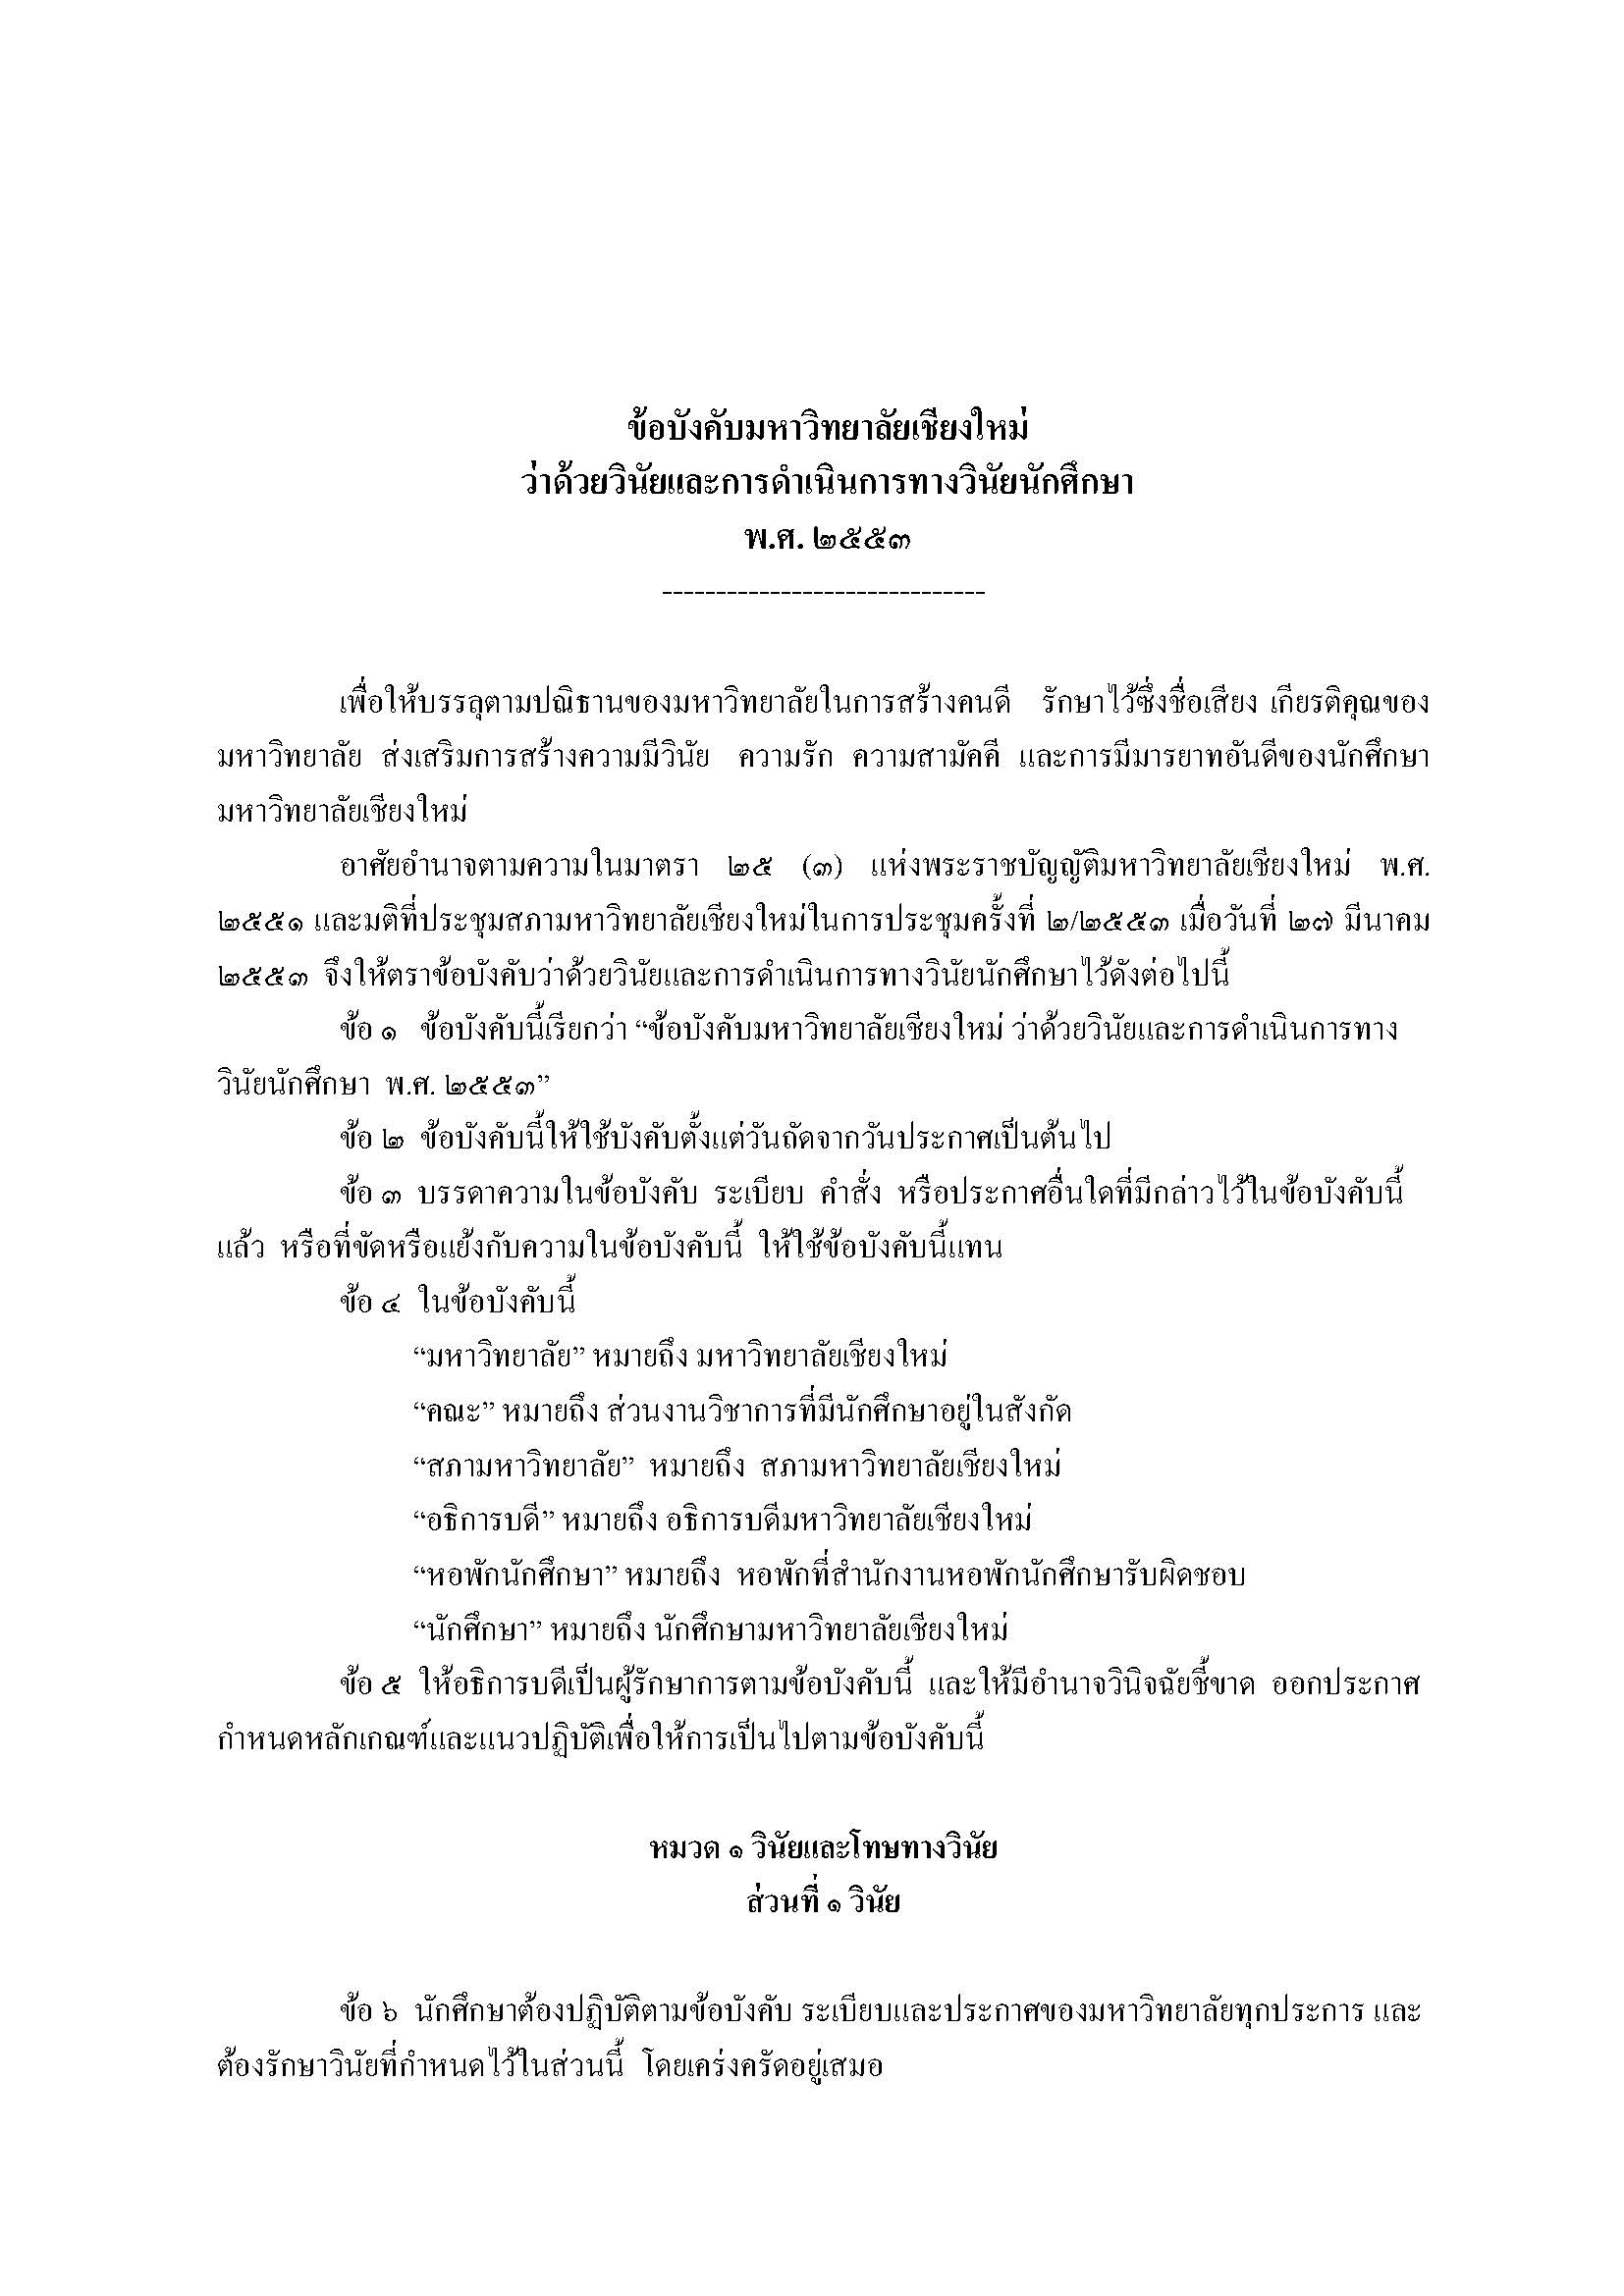 ข้อบังคับมหาวิทยาลัยเชียงใหม่
ว่าด้วยวินัยและการดำเนินการทางวินัยนักศึกษา
พ.ศ. ๒๕๕๓
------------------------------
เพื่อให้บรรลุตามปณิธานของมหาวิทยาลัยในการสร้างคนดี รักษาไว้ซึ่งชื่อเสียง เกียรติคุณของ
มหาวิทยาลัย ส่งเสริมการสร้างความมีวินัย ความรัก ความสามัคคี และการมีมารยาทอันดีของนักศึกษา
มหาวิทยาลัยเชียงใหม่
อาศัยอำนาจตามความในมาตรา ๒๕ (๓) แห่งพระราชบัญญัติมหาวิทยาลัยเชียงใหม่ พ.ศ.
๒๕๕๑ และมติที่ประชุมสภามหาวิทยาลัยเชียงใหม่ในการประชุมครั้งที่ ๒/๒๕๕๓ เมื่อวันที่ ๒๗ มีนาคม
๒๕๕๓ จึงให้ตราข้อบังคับว่าด้วยวินัยและการดำเนินการทางวินัยนักศึกษาไว้ดังต่อไปนี้
ข้อ ๑ ข้อบังคับนี้เรียกว่า “ข้อบังคับมหาวิทยาลัยเชียงใหม่ ว่าด้วยวินัยและการดำเนินการทาง
วินัยนักศึกษา พ.ศ. ๒๕๕๓”
ข้อ ๒ ข้อบังคับนี้ให้ใช้บังคับตั้งแต่วันถัดจากวันประกาศเป็นต้นไป
ข้อ ๓ บรรดาความในข้อบังคับ ระเบียบ คำสั่ง หรือประกาศอื่นใดที่มีกล่าวไว้ในข้อบังคับนี้
แล้ว หรือที่ขัดหรือแย้งกับความในข้อบังคับนี้ ให้ใช้ข้อบังคับนี้แทน
ข้อ ๔ ในข้อบังคับนี้
“มหาวิทยาลัย” หมายถึง มหาวิทยาลัยเชียงใหม่
“คณะ” หมายถึง ส่วนงานวิชาการที่มีนักศึกษาอยู่ในสังกัด
“สภามหาวิทยาลัย” หมายถึง สภามหาวิทยาลัยเชียงใหม่
“อธิการบดี” หมายถึง อธิการบดีมหาวิทยาลัยเชียงใหม่
“หอพักนักศึกษา” หมายถึง หอพักที่สำนักงานหอพักนักศึกษารับผิดชอบ
“นักศึกษา” หมายถึง นักศึกษามหาวิทยาลัยเชียงใหม่
ข้อ ๕ ให้อธิการบดีเป็นผู้รักษาการตามข้อบังคับนี้ และให้มีอำนาจวินิจฉัยชี้ขาด ออกประกาศ
กำหนดหลักเกณฑ์และแนวปฏิบัติเพื่อให้การเป็นไปตามข้อบังคับนี้
หมวด ๑ วินัยและโทษทางวินัย
ส่วนที่ ๑ วินัย
ข้อ ๖ นักศึกษาต้องปฏิบัติตามข้อบังคับ ระเบียบและประกาศของมหาวิทยาลัยทุกประการ และ
ต้องรักษาวินัยที่กำหนดไว้ในส่วนนี้ โดยเคร่งครัดอยู่เสมอ